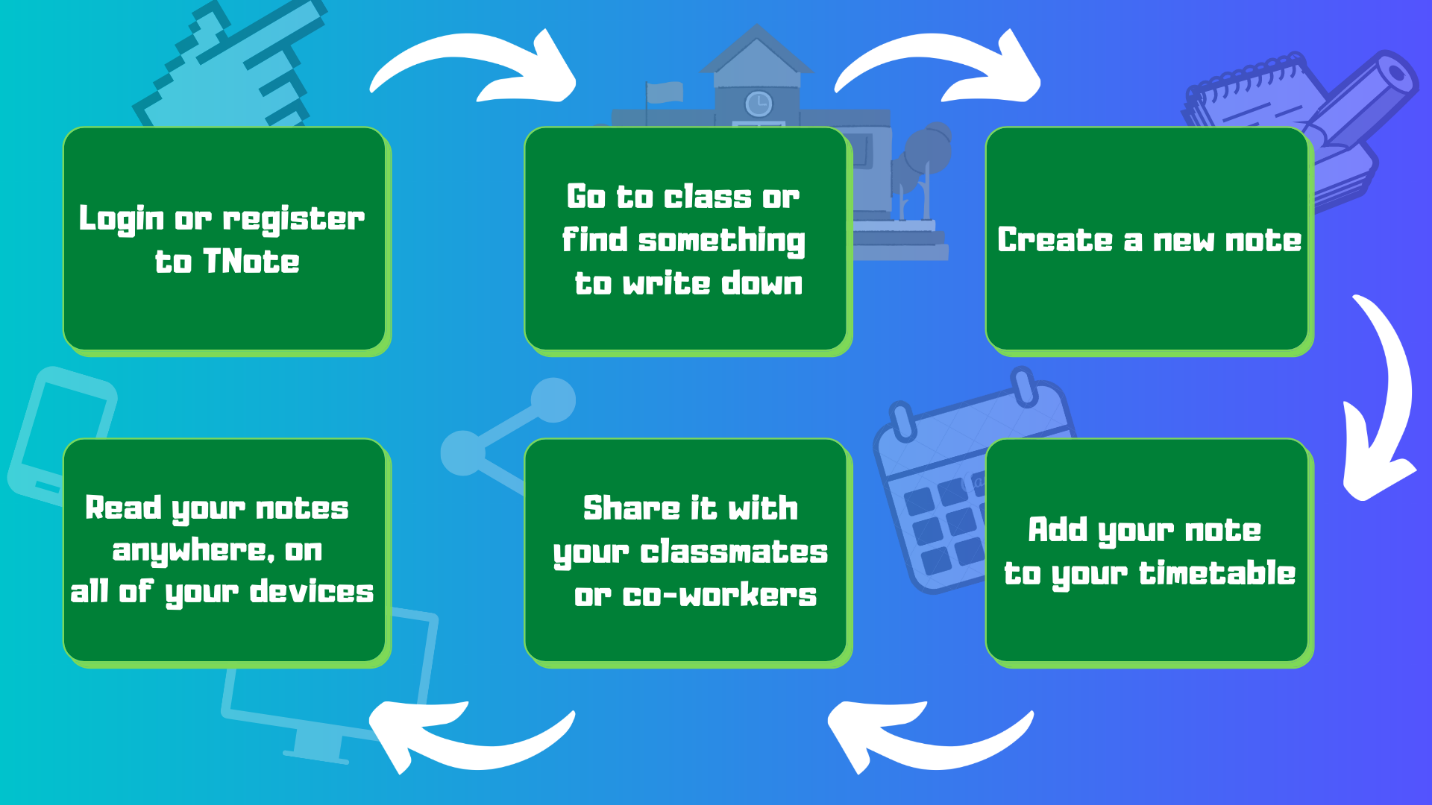 Login or register
to TNote
Go to class or
find something
to write down
Create a new note
Add your note
to your timetable
Share it with
your classmates
or co-workers
Read your notes
anywhere, on
all of your devices